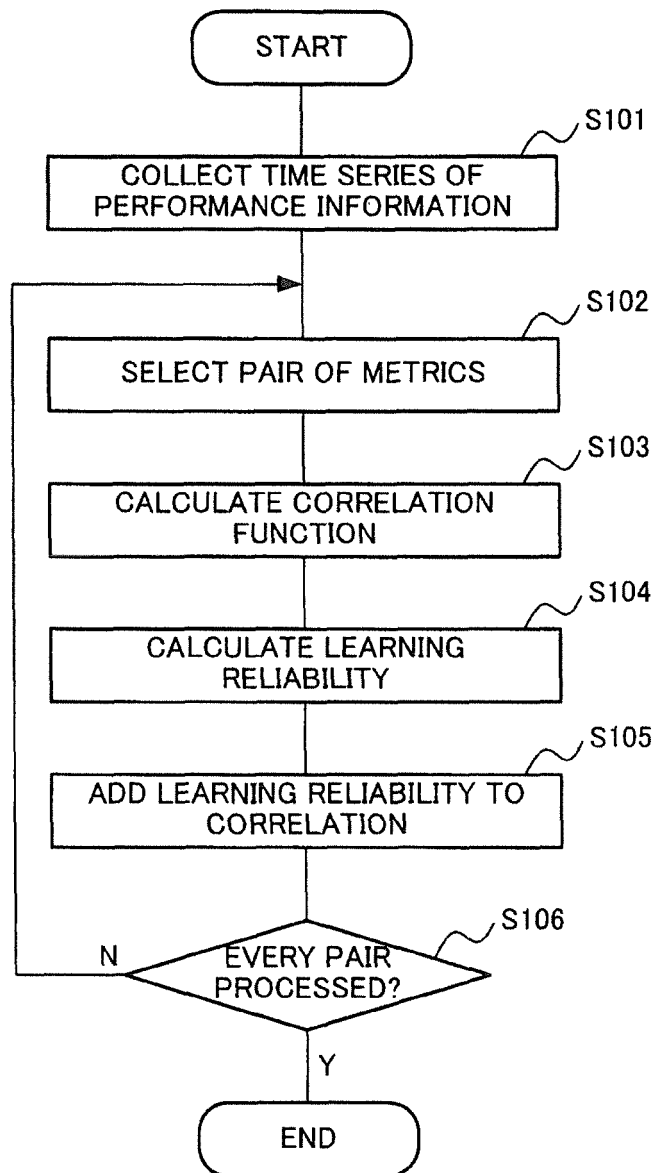 START
S101
COLLECT TIME SERIES OF
PERFORMANCE INFORMATION
S102
SELECT PAIR OF METRICS
S103
CALCULATE CORRELATION
FUNCTION
S104
CALCULATE LEARNING
RELIABILITY
S105
ADD LEARNING RELIABILITY TO
CORRELATION
S106
N
EVERY PAIR
PROCESSED?
Y
END